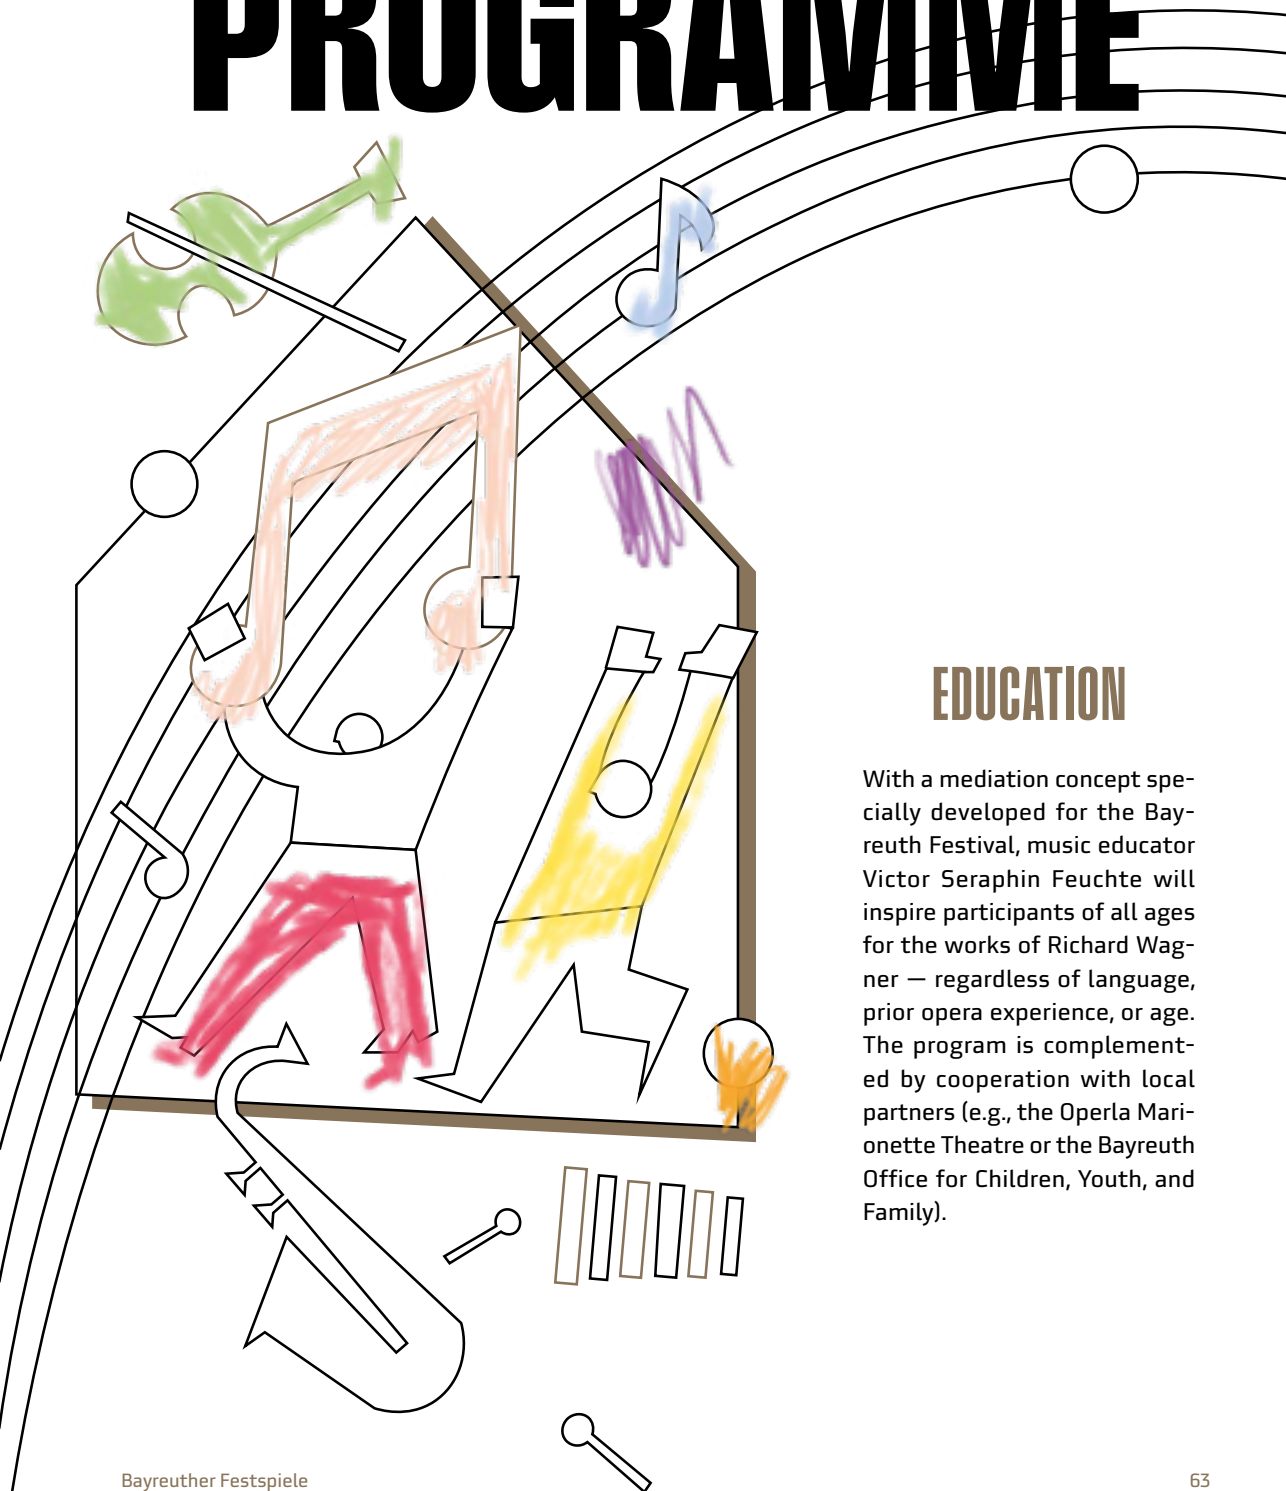 PROGRAMME
EDUCATION
With a mediation concept spe-
cially developed for the Bay-
reuth Festival, music educator
Victor Seraphin Feuchte will
inspire participants of all ages
for the works of Richard Wag-
ner — regardless of language,
prior opera experience, or age.
The program is complement-
ed by cooperation with local
partners (e.g., the Operla Mari-
onette Theatre or the Bayreuth
Office for Children, Youth, and
Family).
Bayreuther Festspiele
63